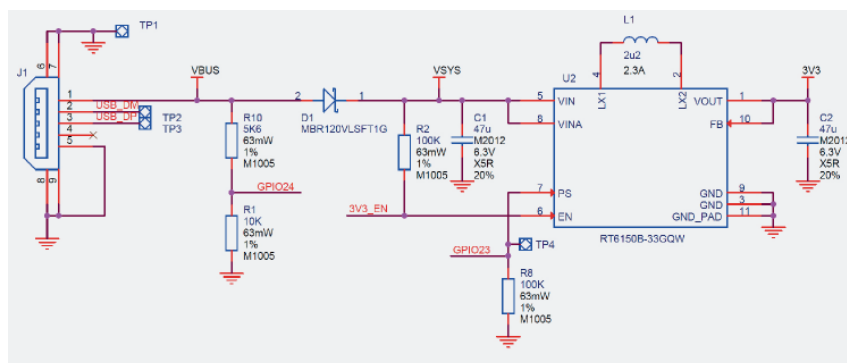 TP1
J1
6
7
1
2
3
4
5
8
9
USB_DM
USB_DP
TP2
TP3
VBUS
R10
5K6
63mW
1%
M1005
GPIO24
R1
10K
63mW
1%
M1005
2
1
D1
MBR120VLSFT1G
VSYS
R2
100K
63mW
1%
M1005
C1
47u
M2012
6.3V
X5R
20%
3V3_EN
GPIO23
TP4
R8
100K
63mW
1%
M1005
L1
2u2
2.3A
4
2
U2
LX1
LX2
5
VIN
8
VINA
7
PS
6
EN
VOUT
1
FB
10
GND
9
GND
3
GND_PAD
11
RT6150B-33GQW
3V3
C2
47u
M2012
6.3V
X5R
20%